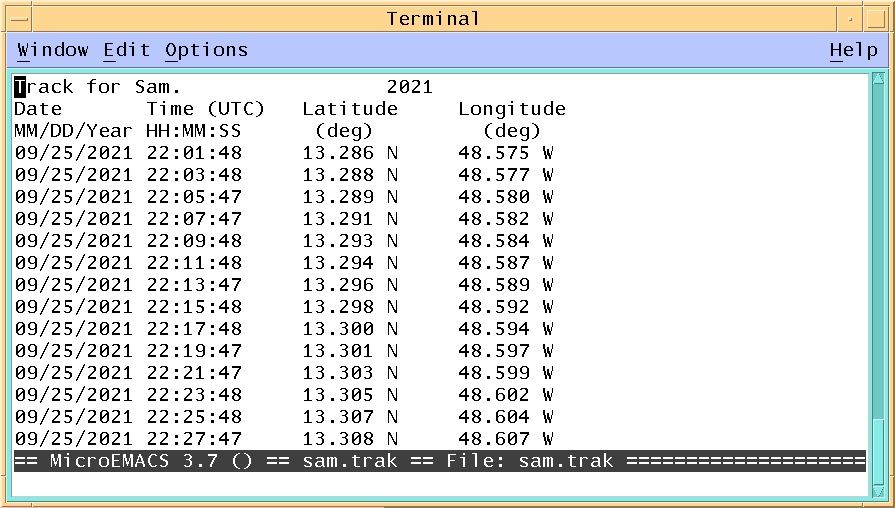 Terminal
Window Edit Options Help
Track for Sam. 2021
Date Time (UTC) Latitude Longitude
MM/DD/Year HH:MM:SS (deg) (deg)
09/25/2021 22:01:48 13.286 N 48.575 W
09/25/2021 22:03:48 13.288 N 48.577 W
09/25/2021 22:05:47 13.289 N 48.580 W
09/25/2021 22:07:47 13.291 N 48.582 W
09/25/2021 22:09:48 13.293 N 48.584 W
09/25/2021 22:11:48 13.294 N 48.587 W
09/25/2021 22:13:47 13.296 N 48.589 W
09/25/2021 22:15:48 13.298 N 48.592 W
09/25/2021 22:17:48 13.300 N 48.594 W
09/25/2021 22:19:47 13.301 N 48.597 W
09/25/2021 22:21:47 13.303 N 48.599 W
09/25/2021 22:23:48 13.305 N 48.602 W
09/25/2021 22:25:48 13.307 N 48.604 W
09/25/2021 22:27:47 13.308 N 48.607 W
== MicroEMACS 3.7 () == sam.trak == File: sam.trak ====================